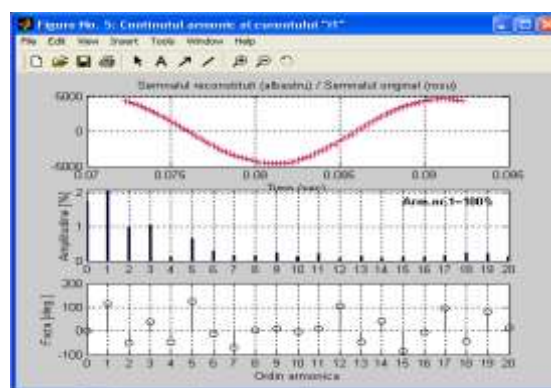 Figure No. 5: Continutul armonic al curentului "i1"
File Edit View Insert Tools Window Help
Semnalul reconstituit (albastru) / Semnalul original (rosu)
5000
0
-5000
0.07 0.075 0.08 0.085 0.09 0.095
Timp (sec)
Amplitudine [%]
2
1
0
Arm.nr.1=100%
0 1 2 3 4 5 6 7 8 9 10 11 12 13 14 15 16 17 18 19 20
Faza [deg]
200
100
0
-100
0 1 2 3 4 5 6 7 8 9 10 11 12 13 14 15 16 17 18 19 20
Ordin armonica